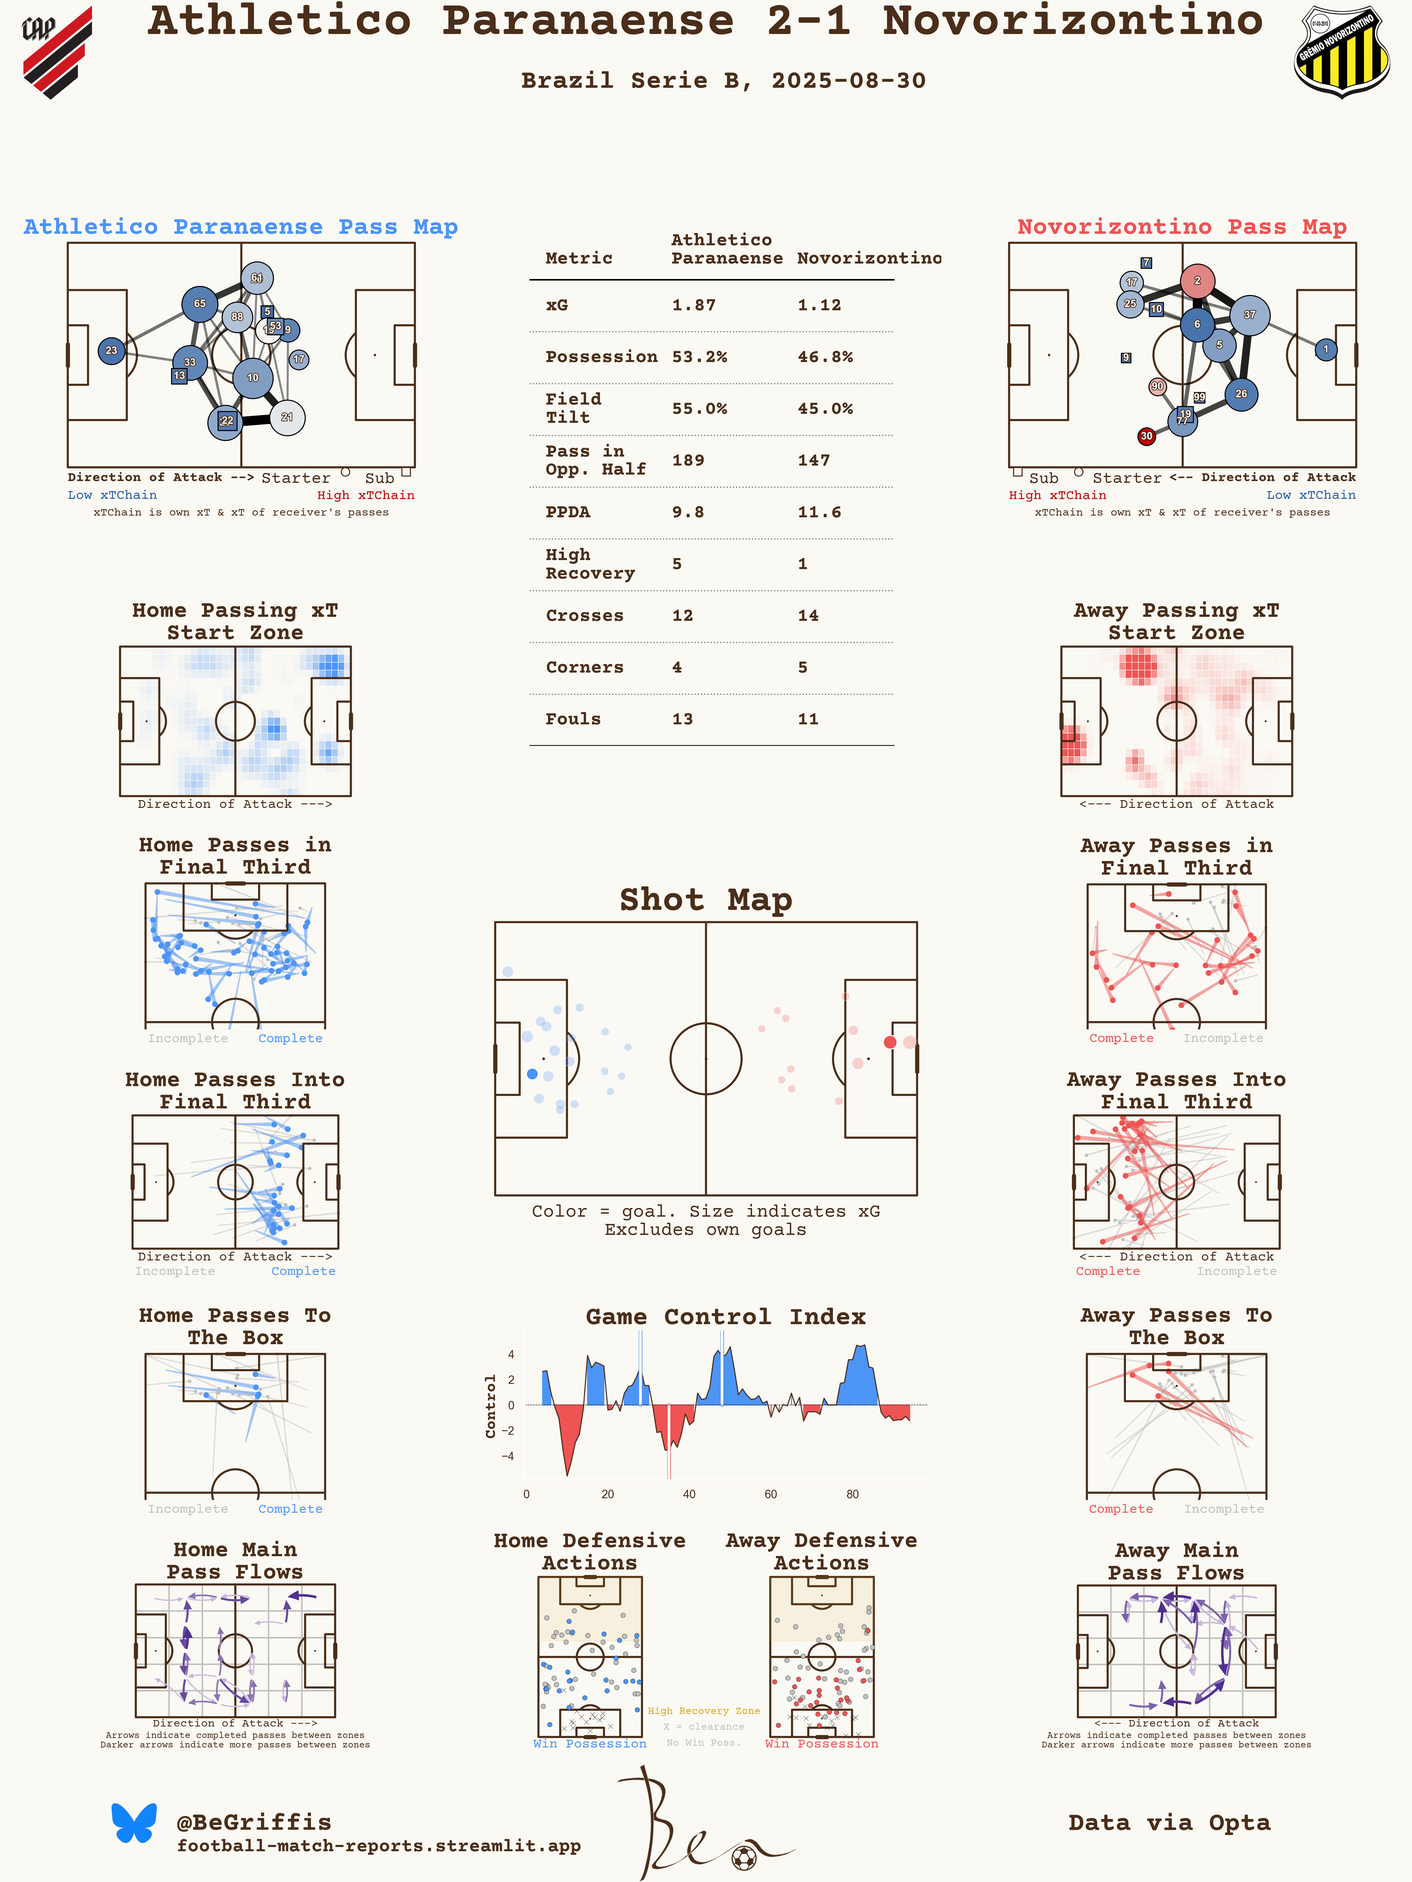 Athletico Paranaense 2-1 Novorizontino
Brazil Serie B, 2025-08-30
CAP
01-03-2010
GRÊMIO NOVORIZONTINO
Athletico Paranaense Pass Map
23
65
61
88
5
53
9
17
33
13
10
22
21
Direction of Attack --> Starter Sub
Low xTChain High xTChain
xTChain is own xT & xT of receiver's passes
Metric Athletico Paranaense Novorizontino
xG 1.87 1.12
Possession 53.2% 46.8%
Field Tilt 55.0% 45.0%
Pass in Opp. Half 189 147
PPDA 9.8 11.6
High Recovery 5 1
Crosses 12 14
Corners 4 5
Fouls 13 11
Novorizontino Pass Map
7
17
2
25
10
6
37
5
1
9
90
99
26
19
77
30
Sub Starter <-- Direction of Attack
High xTChain Low xTChain
xTChain is own xT & xT of receiver's passes
Home Passing xT
Start Zone
Direction of Attack --->
Away Passing xT
Start Zone
<--- Direction of Attack
Home Passes in
Final Third
Incomplete Complete
Away Passes in
Final Third
Complete Incomplete
Shot Map
Color = goal. Size indicates xG
Excludes own goals
Home Passes Into
Final Third
Direction of Attack --->
Incomplete Complete
Away Passes Into
Final Third
<--- Direction of Attack
Complete Incomplete
Home Passes To
The Box
Incomplete Complete
Game Control Index
Control
4
2
0
−2
−4
0 20 40 60 80
Away Passes To
The Box
Complete Incomplete
Home Main
Pass Flows
Direction of Attack --->
Arrows indicate completed passes between zones
Darker arrows indicate more passes between zones
Home Defensive
Actions
Win Possession
High Recovery Zone
X = clearance
No Win Poss.
Away Defensive
Actions
Win Possession
Away Main
Pass Flows
<--- Direction of Attack
Arrows indicate completed passes between zones
Darker arrows indicate more passes between zones
@BeGriffis
football-match-reports.streamlit.app
Ben
Data via Opta